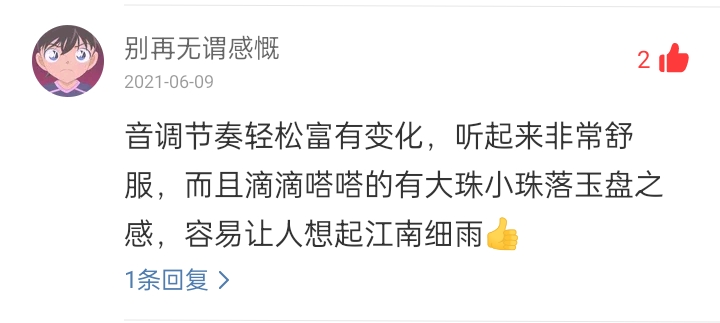 别再无谓感慨
2
2021-06-09
音调节奏轻松富有变化，听起来非常舒
服，而且滴滴嗒嗒的有大珠小珠落玉盘之
感，容易让人想起江南细雨👍
1条回复 >